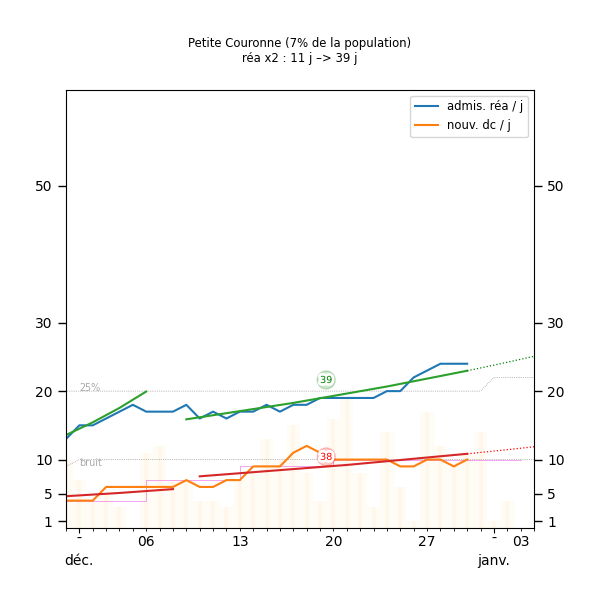 Petite Couronne (7% de la population)
réa x2 : 11 j –> 39 j
admis. réa / j
nouv. dc / j
50 50
30 30
39
25%
20 20
38
bruit
10 10
5 5
1 1
- 06 13 20 27 - 03
déc. janv.